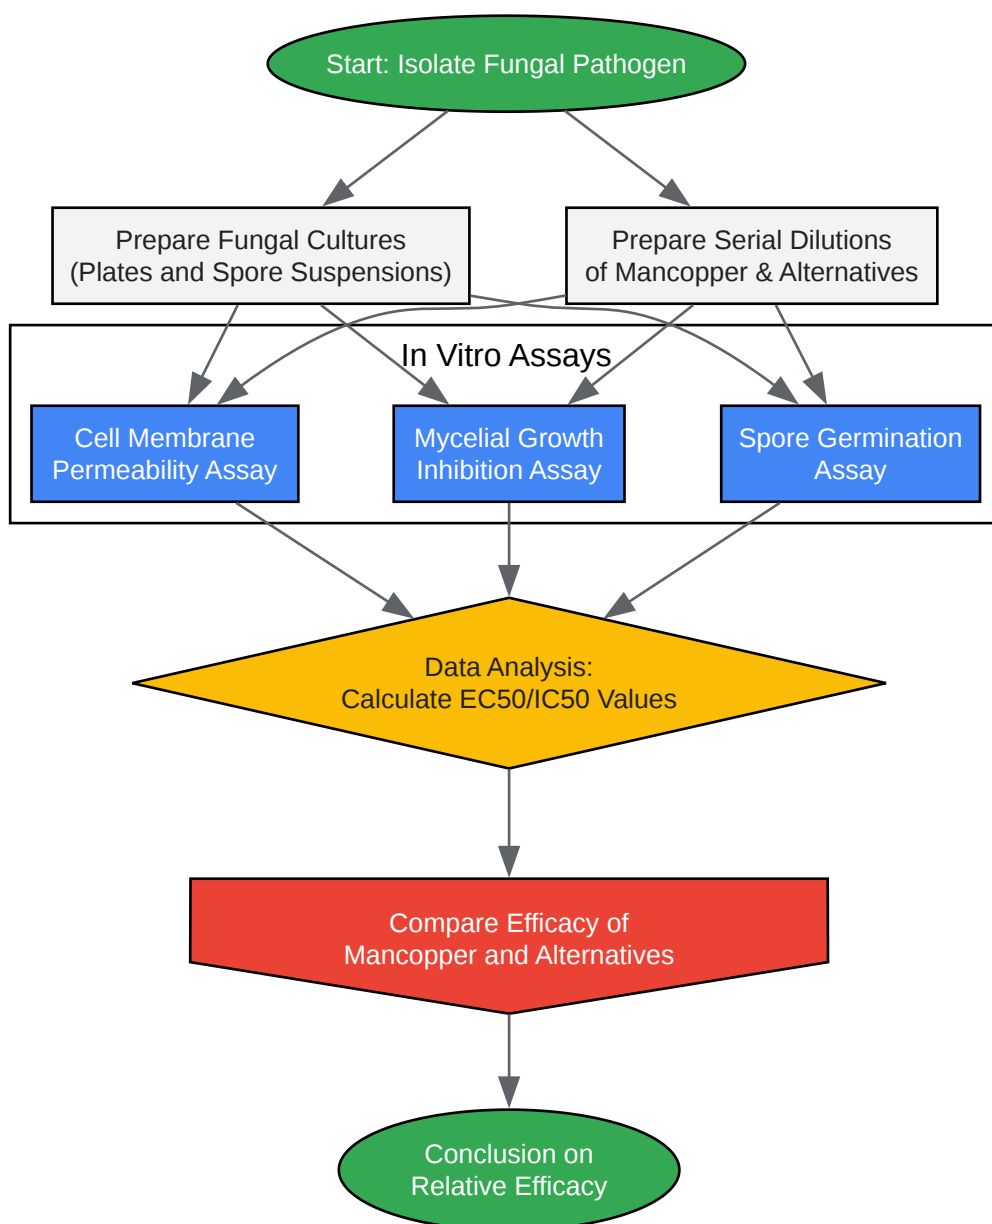 Start: Isolate Fungal Pathogen
Prepare Fungal Cultures
(Plates and Spore Suspensions)
Prepare Serial Dilutions
of Mancopper & Alternatives
In Vitro Assays
Cell Membrane
Permeability Assay
Mycelial Growth
Inhibition Assay
Spore Germination
Assay
Data Analysis:
Calculate EC50/IC50 Values
Compare Efficacy of
Mancopper and Alternatives
Conclusion on
Relative Efficacy